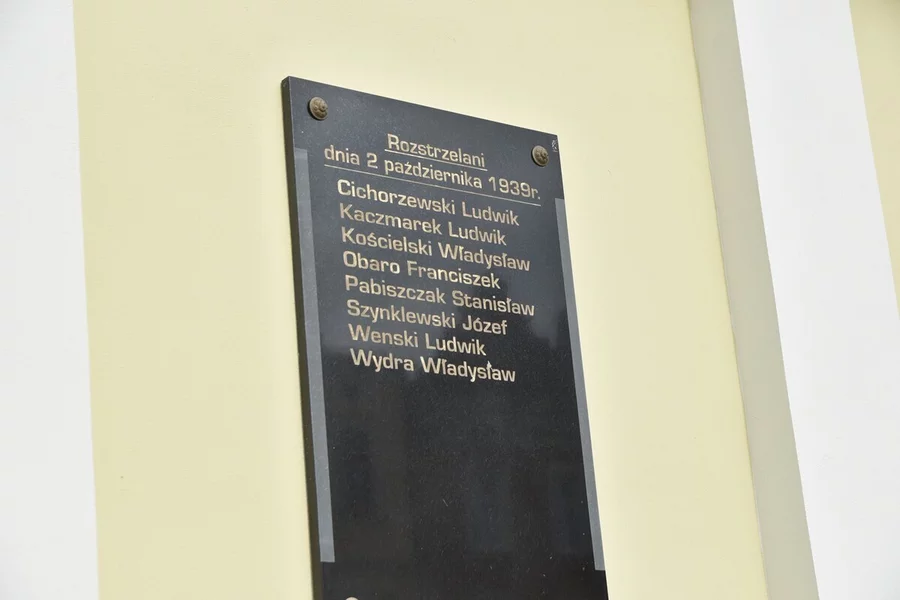 Rozstrzelani
dnia 2 października 1939r.
Cichorzewski Ludwik
Kaczmarek Ludwik
Kościelski Władysław
Obaro Franciszek
Pabiszczak Stanisław
Szynklewski Józef
Wenski Ludwik
Wydra Władysław